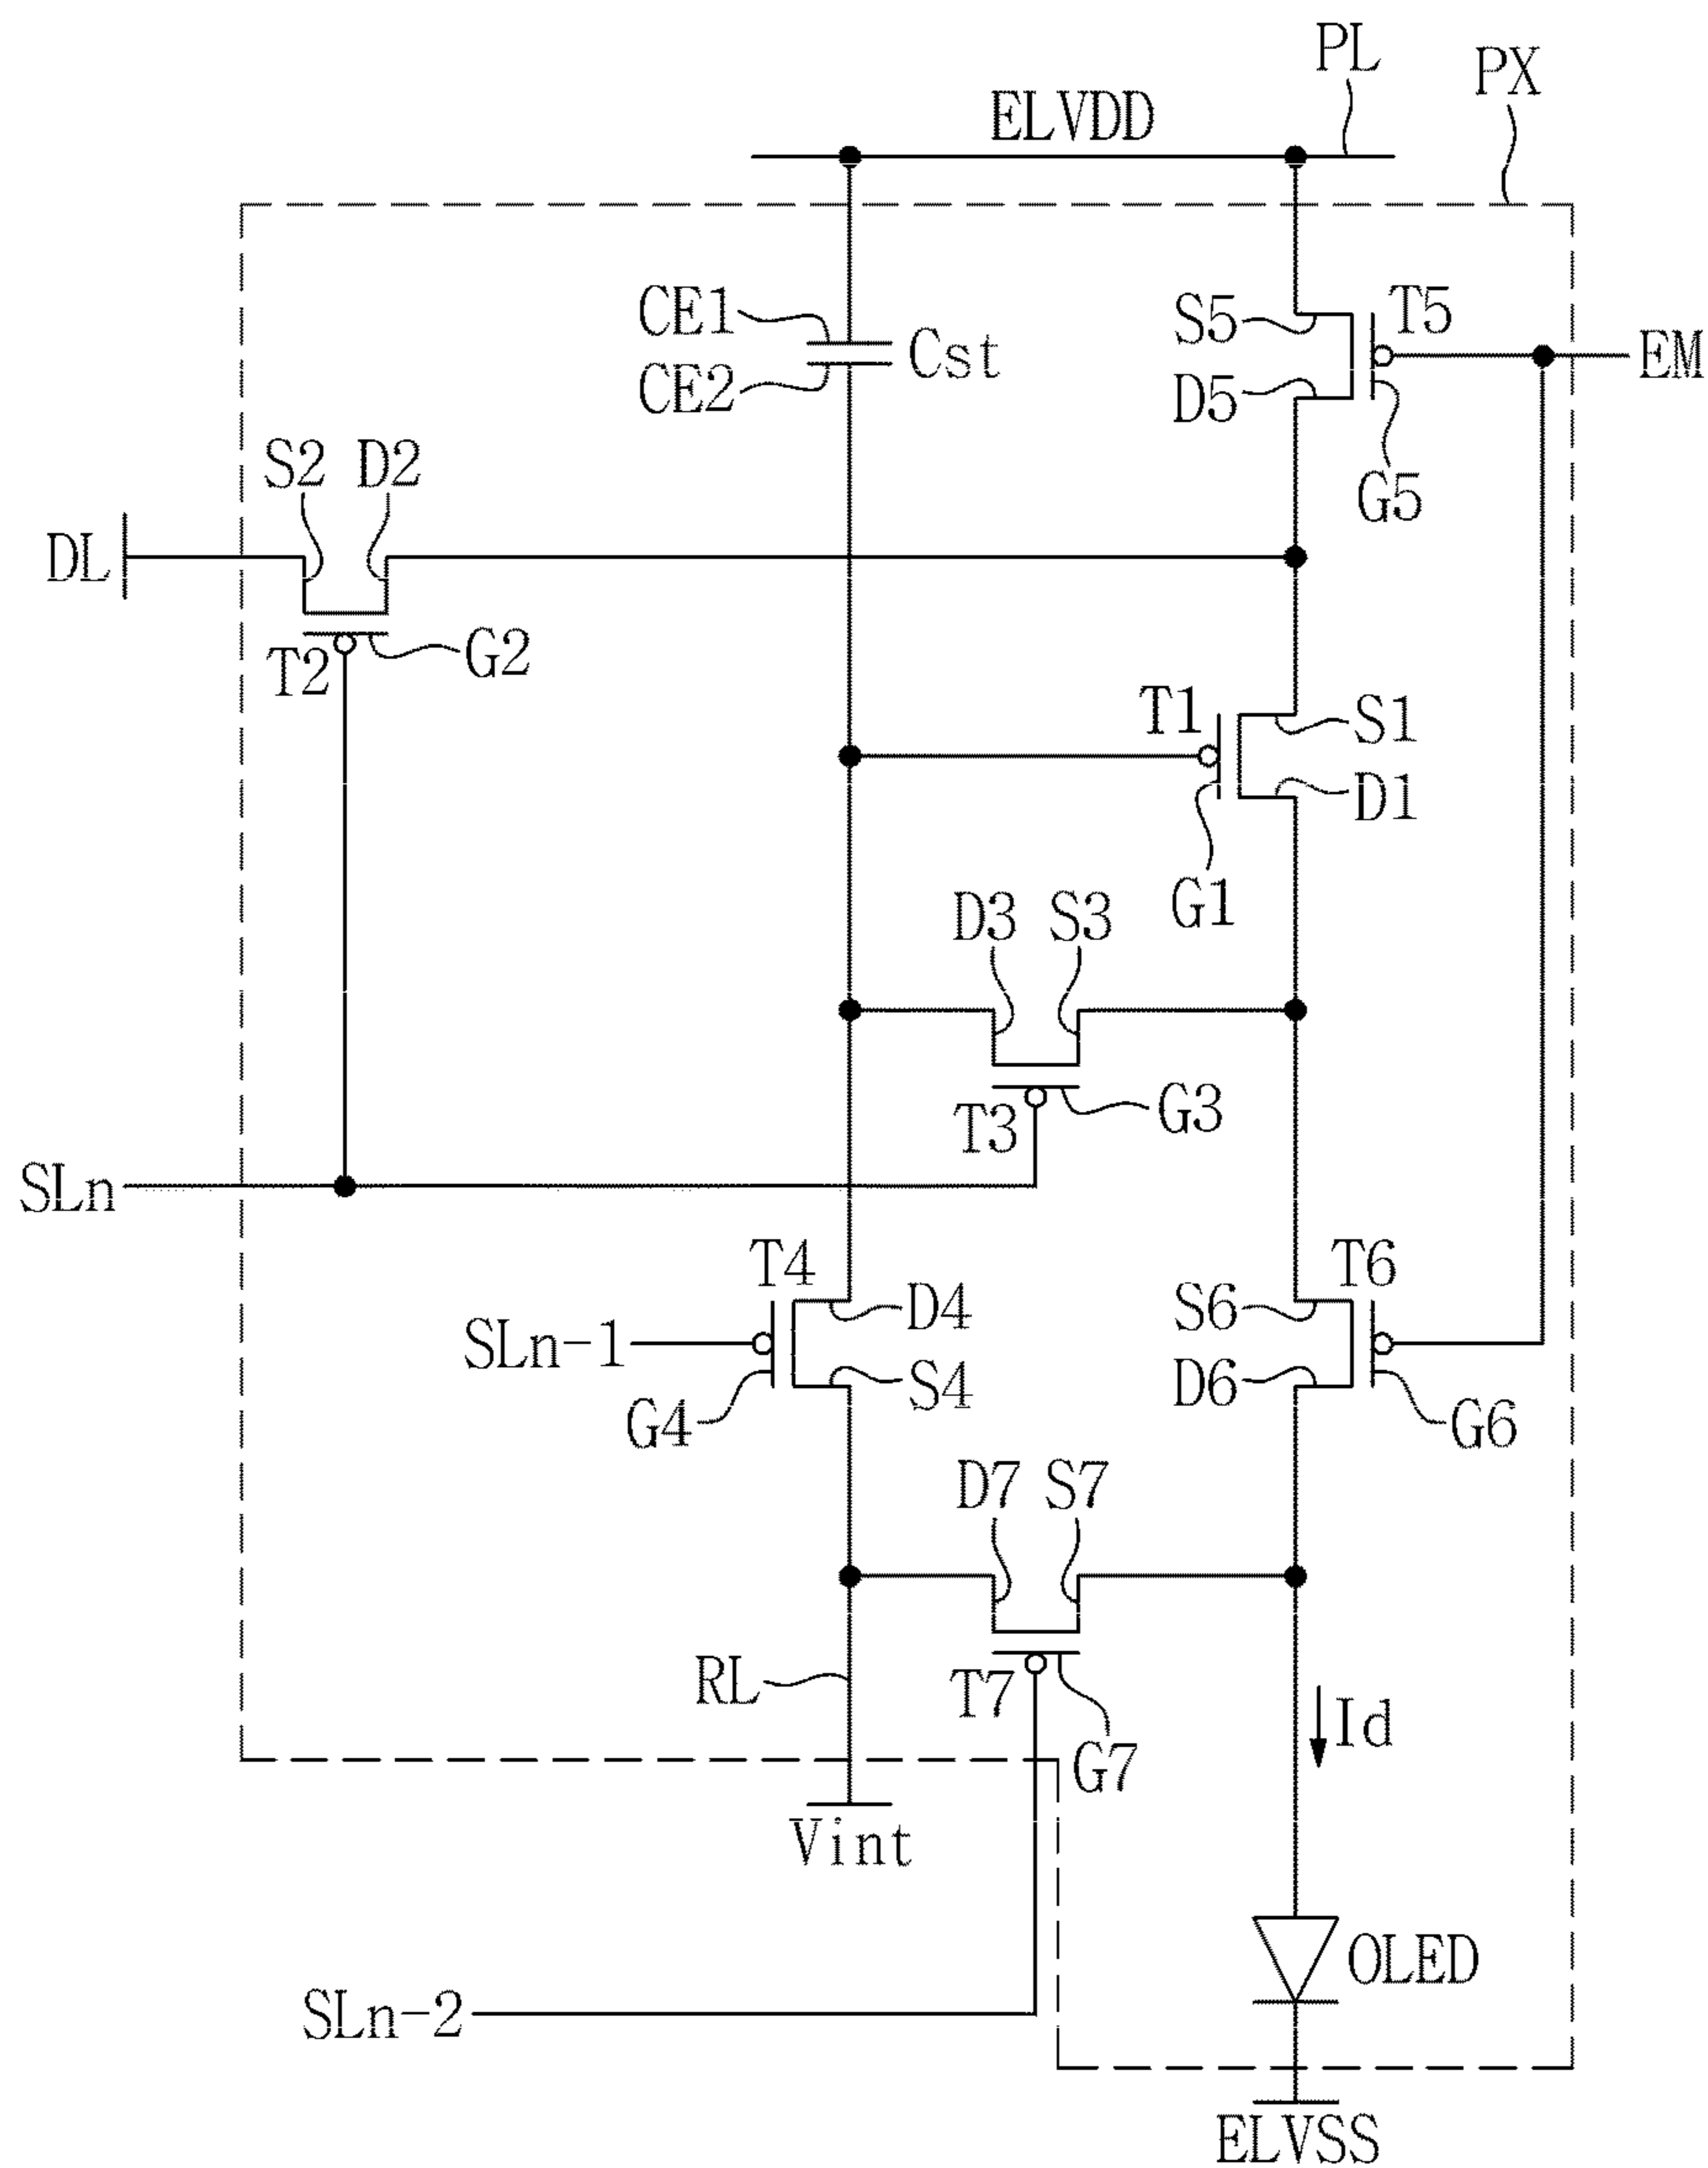 PL
PX
ELVDD
CE1
Cst
CE2
S5
T5
D5
EM
G5
S2
D2
DL
T2
G2
T1
S1
D1
G1
D3
S3
T3
G3
SLn
T4
D4
SLn-1
S4
G4
T6
S6
D6
G6
D7
S7
RL
T7
G7
Id
Vint
OLED
SLn-2
ELVSS